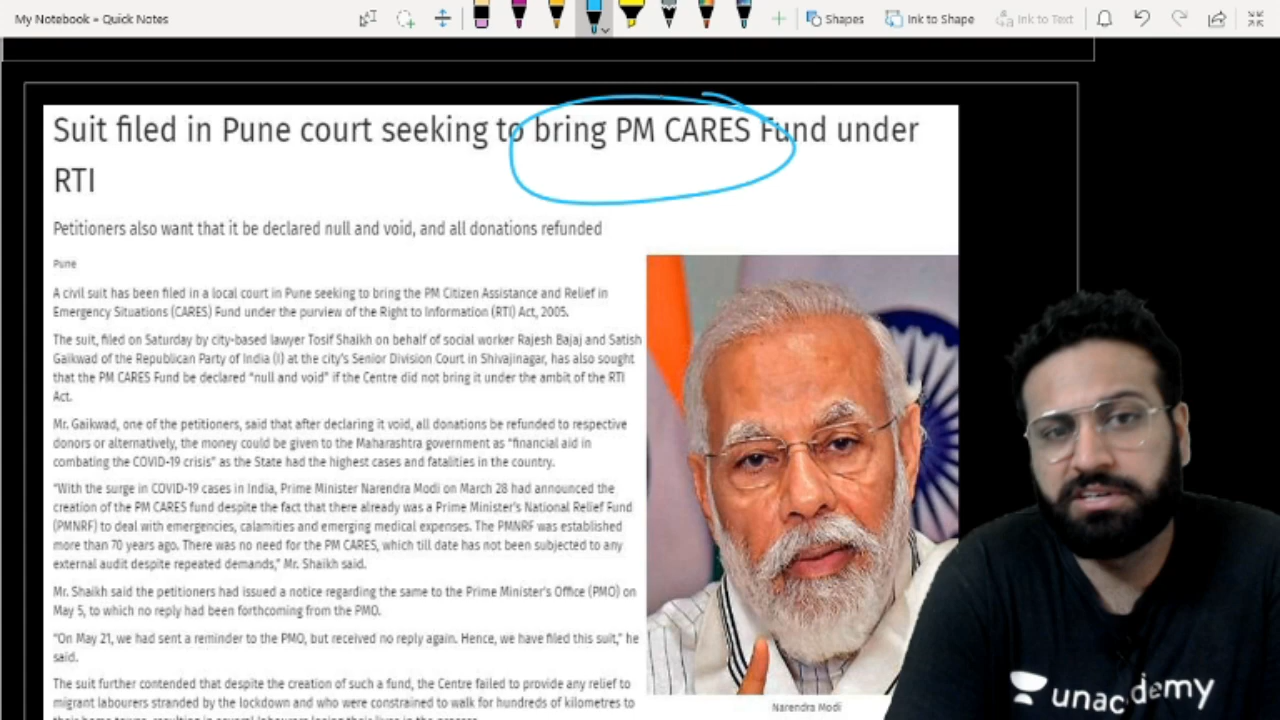 My Notebook » Quick Notes
Shapes
Ink to Shape
Ink to Text
Suit filed in Pune court seeking to bring PM CARES Fund under
RTI
Petitioners also want that it be declared null and void, and all donations refunded
Pune
A civil suit has been filed in a local court in Pune seeking to bring the PM Citizen Assistance and Relief in
Emergency Situations (CARES) Fund under the purview of the Right to Information (RTI) Act, 2005.
The suit, filed on Saturday by city-based lawyer Tosif Shaikh on behalf of social worker Rajesh Bajaj and Satish
Gaikwad of the Republican Party of India (I) at the city's Senior Division Court in Shivajinagar, has also sought
that the PM CARES Fund be declared "null and void" if the Centre did not bring it under the ambit of the RTI
Act.
Mr. Gaikwad, one of the petitioners, said that after declaring it void, all donations be refunded to respective
donors or alternatively, the money could be given to the Maharashtra government as "financial aid in
combating the COVID-19 crisis" as the State had the highest cases and fatalities in the country.
"With the surge in COVID-19 cases in India, Prime Minister Narendra Modi on March 28 had announced the
creation of the PM CARES fund despite the fact that there already was a Prime Minister's National Relief Fund
(PMNRF) to deal with emergencies, calamities and emerging medical expenses. The PMNRF was established
more than 70 years ago. There was no need for the PM CARES, which till date has not been subjected to any
external audit despite repeated demands," Mr. Shaikh said.
Mr. Shaikh said the petitioners had issued a notice regarding the same to the Prime Minister's Office (PMO) on
May 5, to which no reply had been forthcoming from the PMO.
"On May 21, we had sent a reminder to the PMO, but received no reply again. Hence, we have filed this suit," he
said.
The suit further contended that despite the creation of such a fund, the Centre failed to provide any relief to
migrant labourers stranded by the lockdown and who were constrained to walk for hundreds of kilometres to
Narendra Modi
unacademy